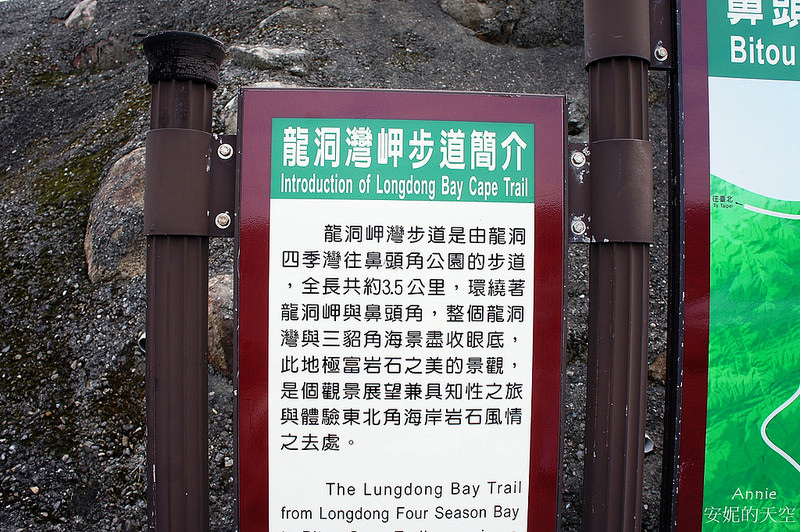 龍洞灣岬步道簡介
Introduction of Longdong Bay Cape Trail
龍洞岬灣步道是由龍洞
四季灣往鼻頭角公園的步道
，全長共約3.5公里，環繞著
龍洞岬與鼻頭角，整個龍洞
灣與三貂角海景盡收眼底，
此地極富岩石之美的景觀，
是個觀景展望兼具知性之旅
與體驗東北角海岸岩石風情
之去處。
The Lungdong Bay Trail
from Longdong Four Season Bay
鼻頭
Bitou
往臺北
To Taipei
Annie
安妮的天空